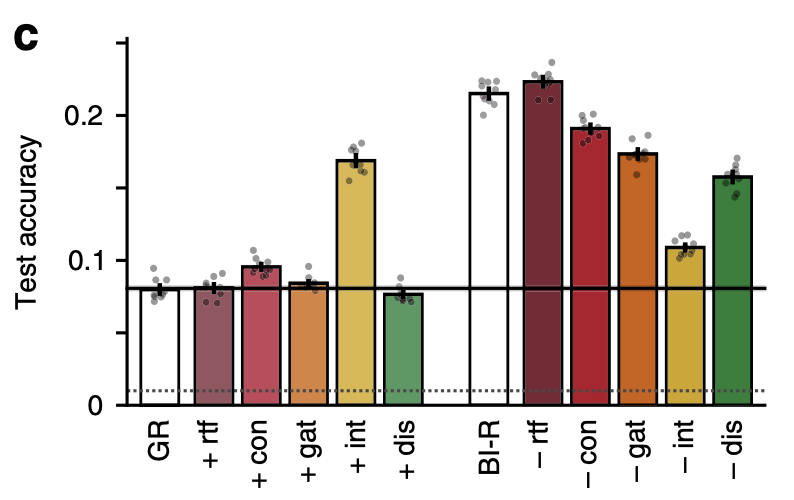 c
Test accuracy
0.2
0.1
0
GR
+ rtf
+ con
+ gat
+ int
+ dis
BI-R
– rtf
– con
– gat
– int
– dis